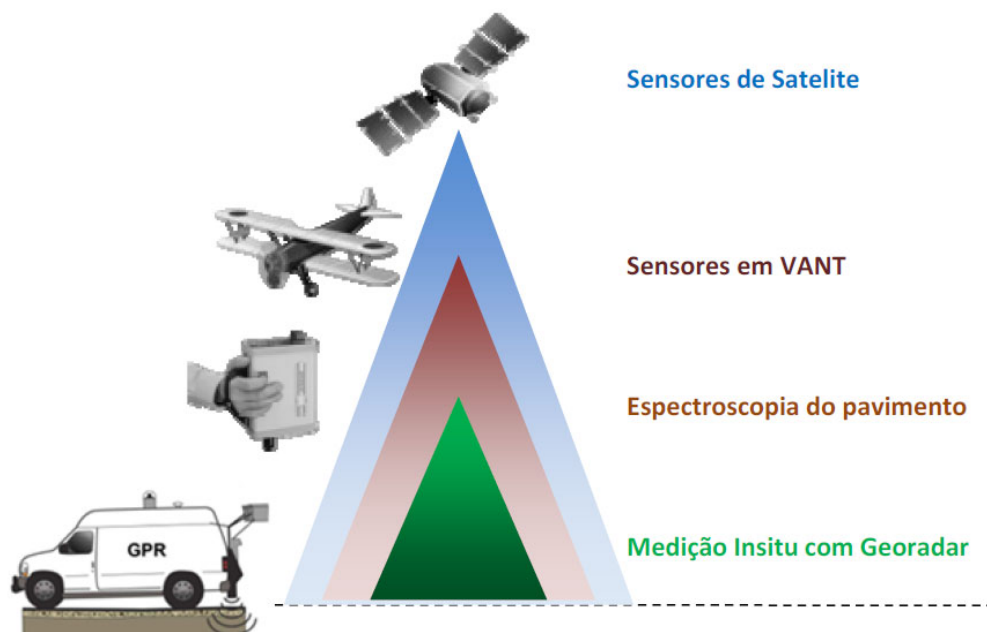 Sensores de Satelite
Sensores em VANT
Espectroscopia do pavimento
GPR
Medição Insitu com Georadar